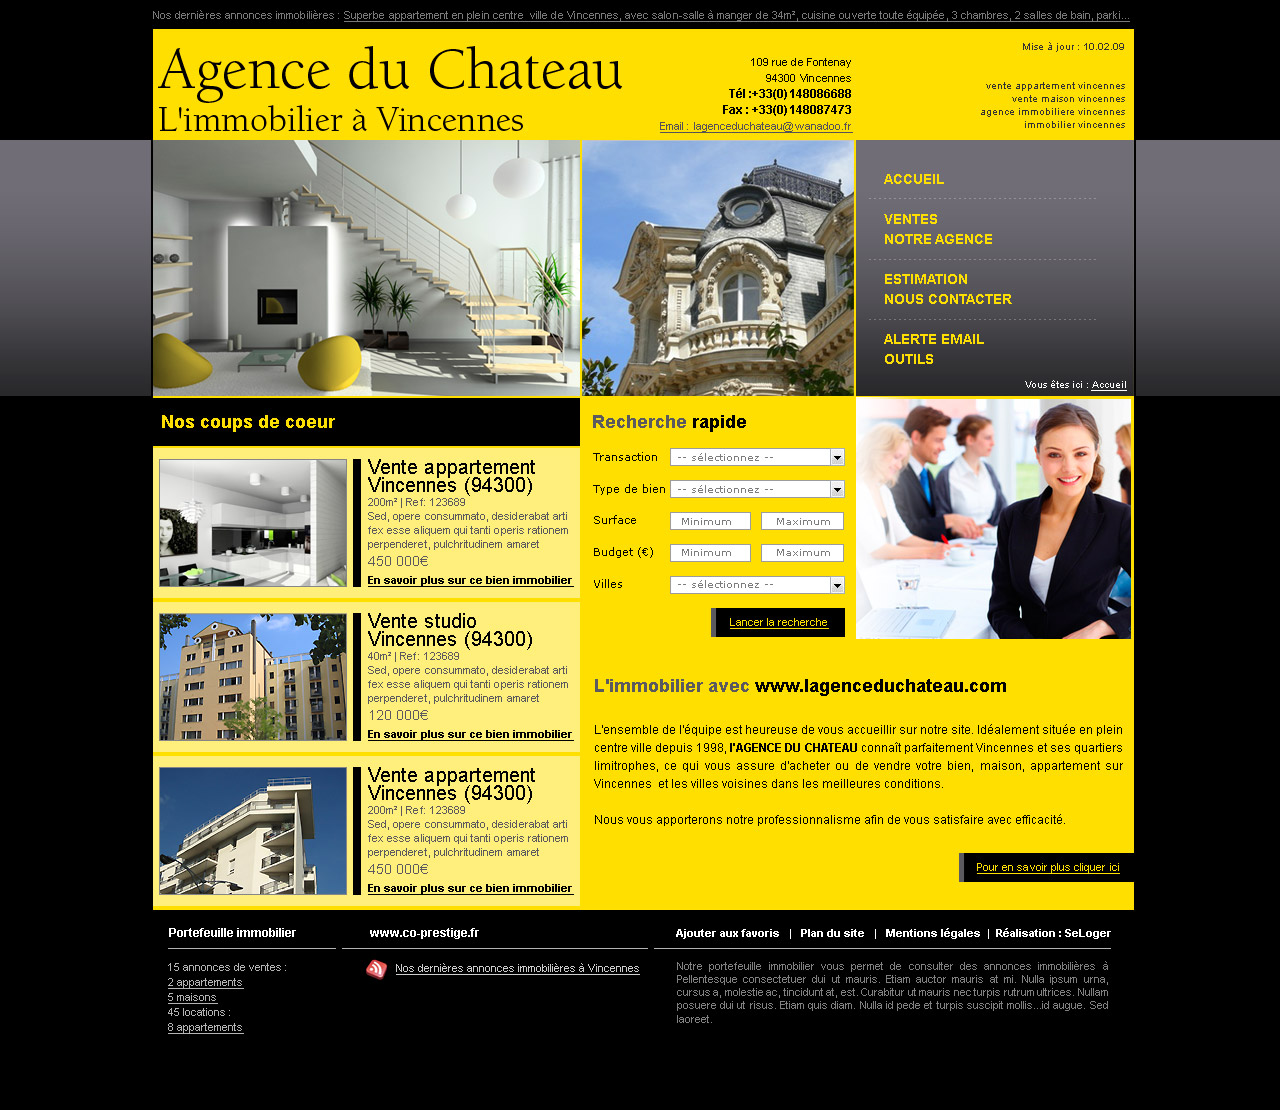 Nos dernières annonces immobilières : Superbe appartement en plein centre ville de Vincennes, avec salon-salle à manger de 34m², cuisine ouverte toute équipée, 3 chambres, 2 salles de bain, parki...
Agence du Chateau
L'immobilier à Vincennes
109 rue de Fontenay
94300 Vincennes
Tél :+33(0)148086688
Fax : +33(0)148087473
Email : lagenceduchateau@wanadoo.fr
Mise à jour : 10.02.09
vente appartement vincennes
vente maison vincennes
agence immobiliere vincennes
immobilier vincennes
ACCUEIL
VENTES
NOTRE AGENCE
ESTIMATION
NOUS CONTACTER
ALERTE EMAIL
OUTILS
Vous êtes ici : Accueil
Nos coups de coeur
Vente appartement
Vincennes (94300)
200m² | Ref: 123689
Sed, opere consummato, desiderabat arti
fex esse aliquem qui tanti operis rationem
perpenderet, pulchritudinem amaret
450 000€
En savoir plus sur ce bien immobilier
Vente studio
Vincennes (94300)
40m² | Ref: 123689
Sed, opere consummato, desiderabat arti
fex esse aliquem qui tanti operis rationem
perpenderet, pulchritudinem amaret
120 000€
En savoir plus sur ce bien immobilier
Vente appartement
Vincennes (94300)
200m² | Ref: 123689
Sed, opere consummato, desiderabat arti
fex esse aliquem qui tanti operis rationem
perpenderet, pulchritudinem amaret
450 000€
En savoir plus sur ce bien immobilier
Recherche rapide
Transaction -- sélectionnez --
Type de bien -- sélectionnez --
Surface Minimum Maximum
Budget (€) Minimum Maximum
Villes -- sélectionnez --
Lancer la recherche
L'immobilier avec www.lagenceduchateau.com
L'ensemble de l'équipe est heureuse de vous accueillir sur notre site. Idéalement située en plein
centre ville depuis 1998, l'AGENCE DU CHATEAU connaît parfaitement Vincennes et ses quartiers
limitrophes, ce qui vous assure d'acheter ou de vendre votre bien, maison, appartement sur
Vincennes et les villes voisines dans les meilleures conditions.
Nous vous apporterons notre professionnalisme afin de vous satisfaire avec efficacité.
Pour en savoir plus cliquer ici
Portefeuille immobilier
15 annonces de ventes :
2 appartements
5 maisons
45 locations :
8 appartements
www.co-prestige.fr
Nos dernières annonces immobilières à Vincennes
Ajouter aux favoris | Plan du site | Mentions légales | Réalisation : SeLoger
Notre portefeuille immobilier vous permet de consulter des annonces immobilières à
Pellentesque consectetuer dui ut mauris. Etiam auctor mauris at mi. Nulla ipsum urna,
cursus a, molestie ac, tincidunt at, est. Curabitur ut mauris nec turpis rutrum ultrices. Nullam
posuere dui ut risus. Etiam quis diam. Nulla id pede et turpis suscipit mollis...id augue. Sed
laoreet.